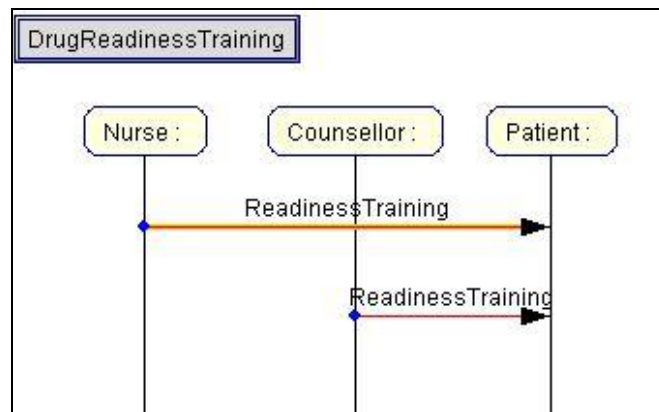 DrugReadinessTraining
Nurse : Counsellor : Patient :
ReadinessTraining
ReadinessTraining